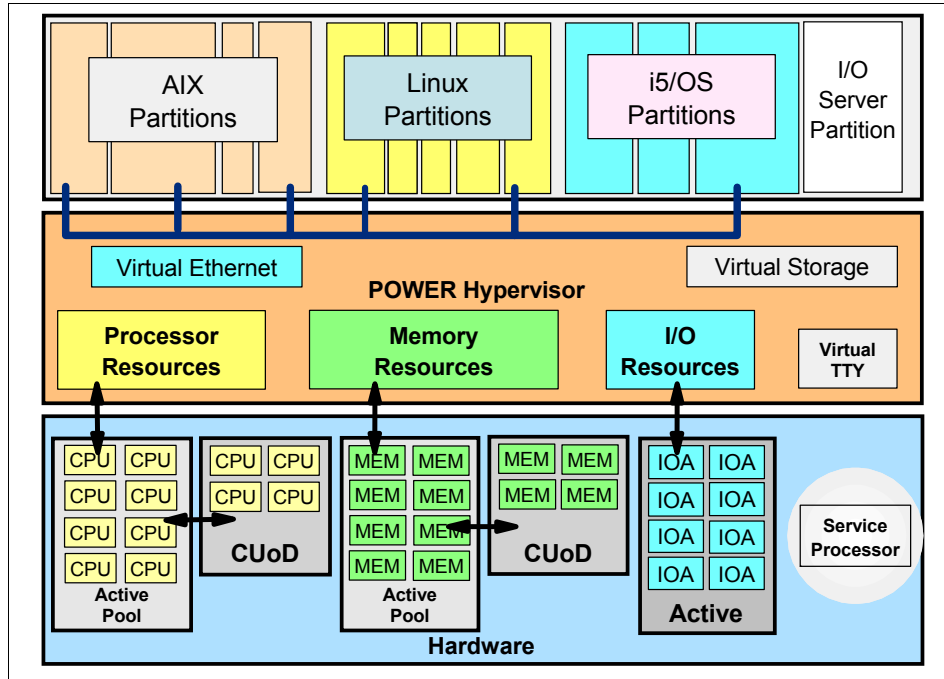 AIX
Partitions
Linux
Partitions
i5/OS
Partitions
I/O
Server
Partition
Virtual Ethernet
Virtual Storage
POWER Hypervisor
Processor
Resources
Memory
Resources
I/O
Resources
Virtual
TTY
CPU CPU
CPU CPU
CPU CPU
CPU CPU
Active
Pool
CPU CPU
CPU CPU
CUoD
MEM MEM
MEM MEM
MEM MEM
MEM MEM
Active
Pool
MEM MEM
MEM MEM
CUoD
IOA IOA
IOA IOA
IOA IOA
IOA IOA
Active
Service
Processor
Hardware